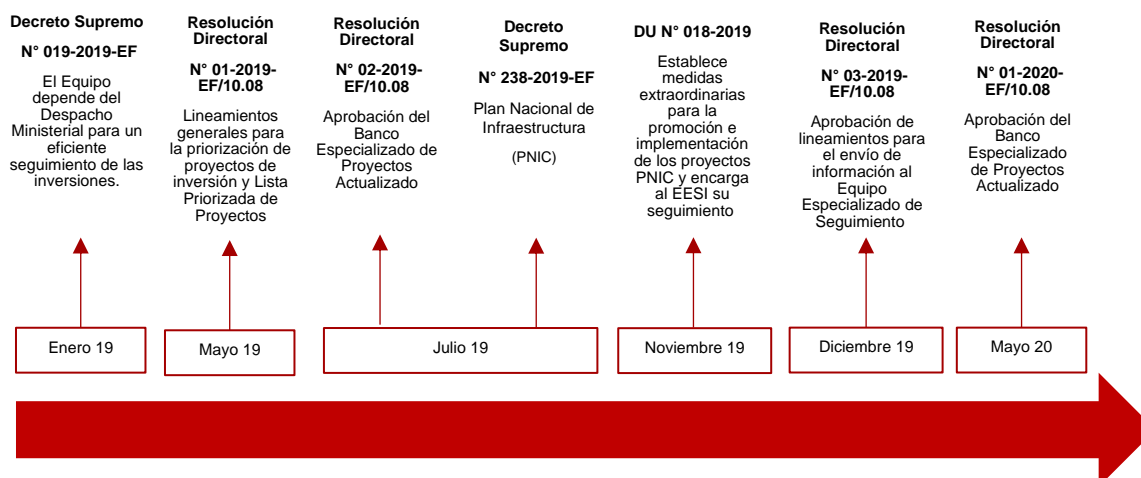 Decreto Supremo
N° 019-2019-EF
El Equipo
depende del
Despacho
Ministerial para un
eficiente
seguimiento de las
inversiones.
Resolución
Directoral
N° 01-2019-
EF/10.08
Lineamientos
generales para
la priorización de
proyectos de
inversión y Lista
Priorizada de
Proyectos
Resolución
Directoral
N° 02-2019-
EF/10.08
Aprobación del
Banco
Especializado de
Proyectos
Actualizado
Decreto
Supremo
N° 238-2019-EF
Plan Nacional de
Infraestructura
(PNIC)
DU N° 018-2019
Establece
medidas
extraordinarias
para la
promoción e
implementación
de los proyectos
PNIC y encarga
al EESI su
seguimiento
Resolución
Directoral
N° 03-2019-
EF/10.08
Aprobación de
lineamientos para
el envío de
información al
Equipo
Especializado de
Seguimiento
Resolución
Directoral
N° 01-2020-
EF/10.08
Aprobación del
Banco
Especializado
de Proyectos
Actualizado
Enero 19
Mayo 19
Julio 19
Noviembre 19
Diciembre 19
Mayo 20